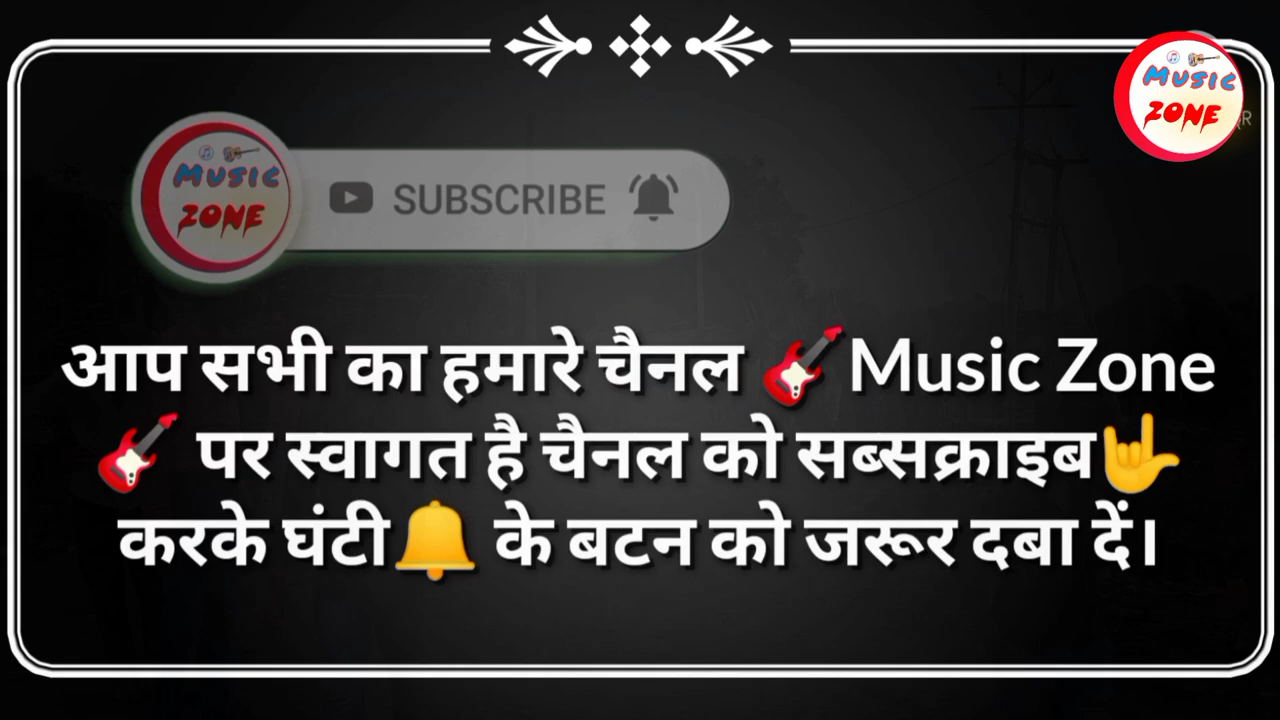 MUSIC
ZONE
MUSIC
ZONE
SUBSCRIBE
आप सभी का हमारे चैनल 🎸Music Zone
🎸 पर स्वागत है चैनल को सब्सक्राइब🤟
करके घंटी🔔 के बटन को जरूर दबा दें।